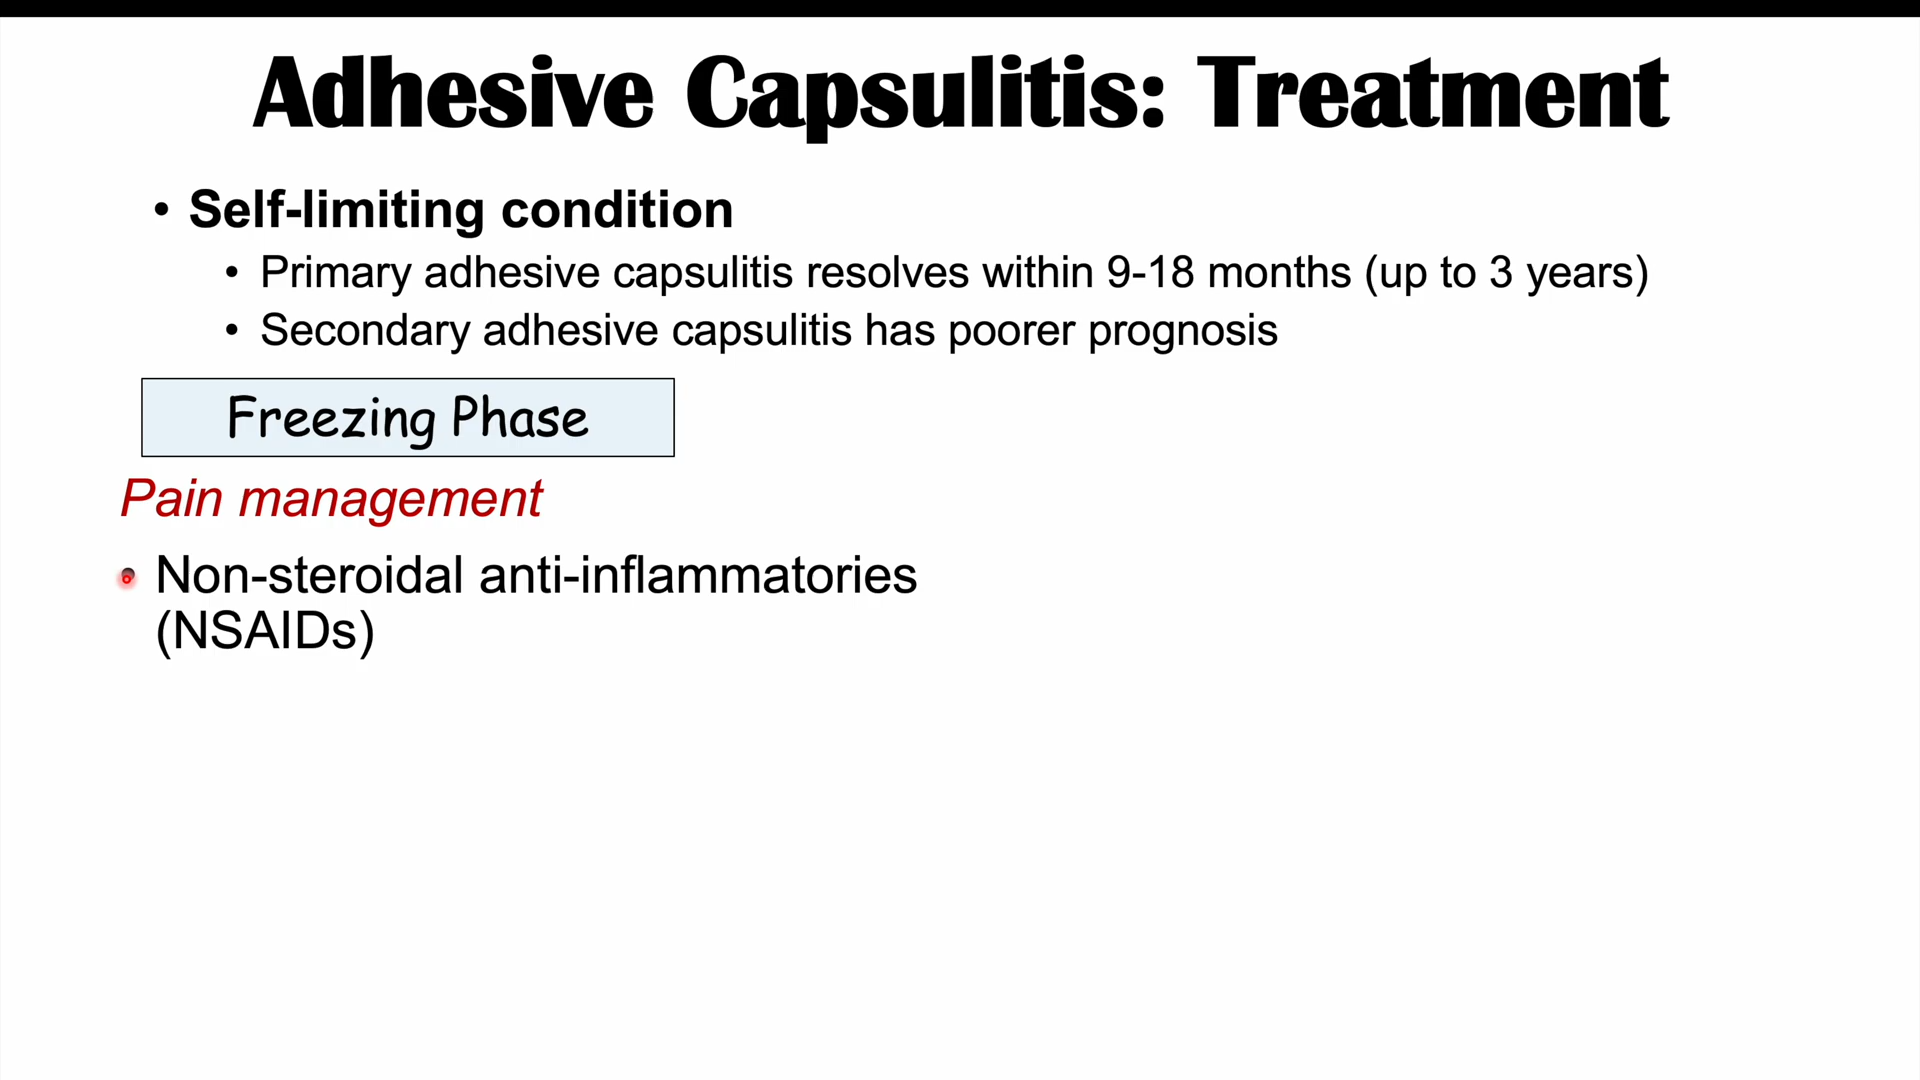 Adhesive Capsulitis: Treatment
• Self-limiting condition
• Primary adhesive capsulitis resolves within 9-18 months (up to 3 years)
• Secondary adhesive capsulitis has poorer prognosis
Freezing Phase
Pain management
• Non-steroidal anti-inflammatories
(NSAIDs)